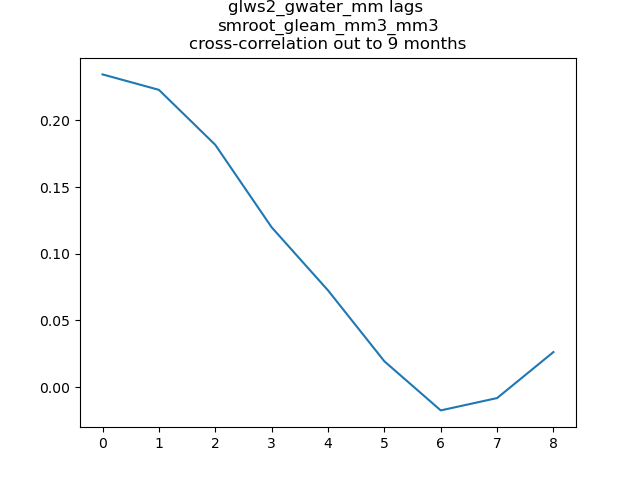 glws2_gwater_mm lags
smroot_gleam_mm3_mm3
cross-correlation out to 9 months
0.20
0.15
0.10
0.05
0.00
0 1 2 3 4 5 6 7 8